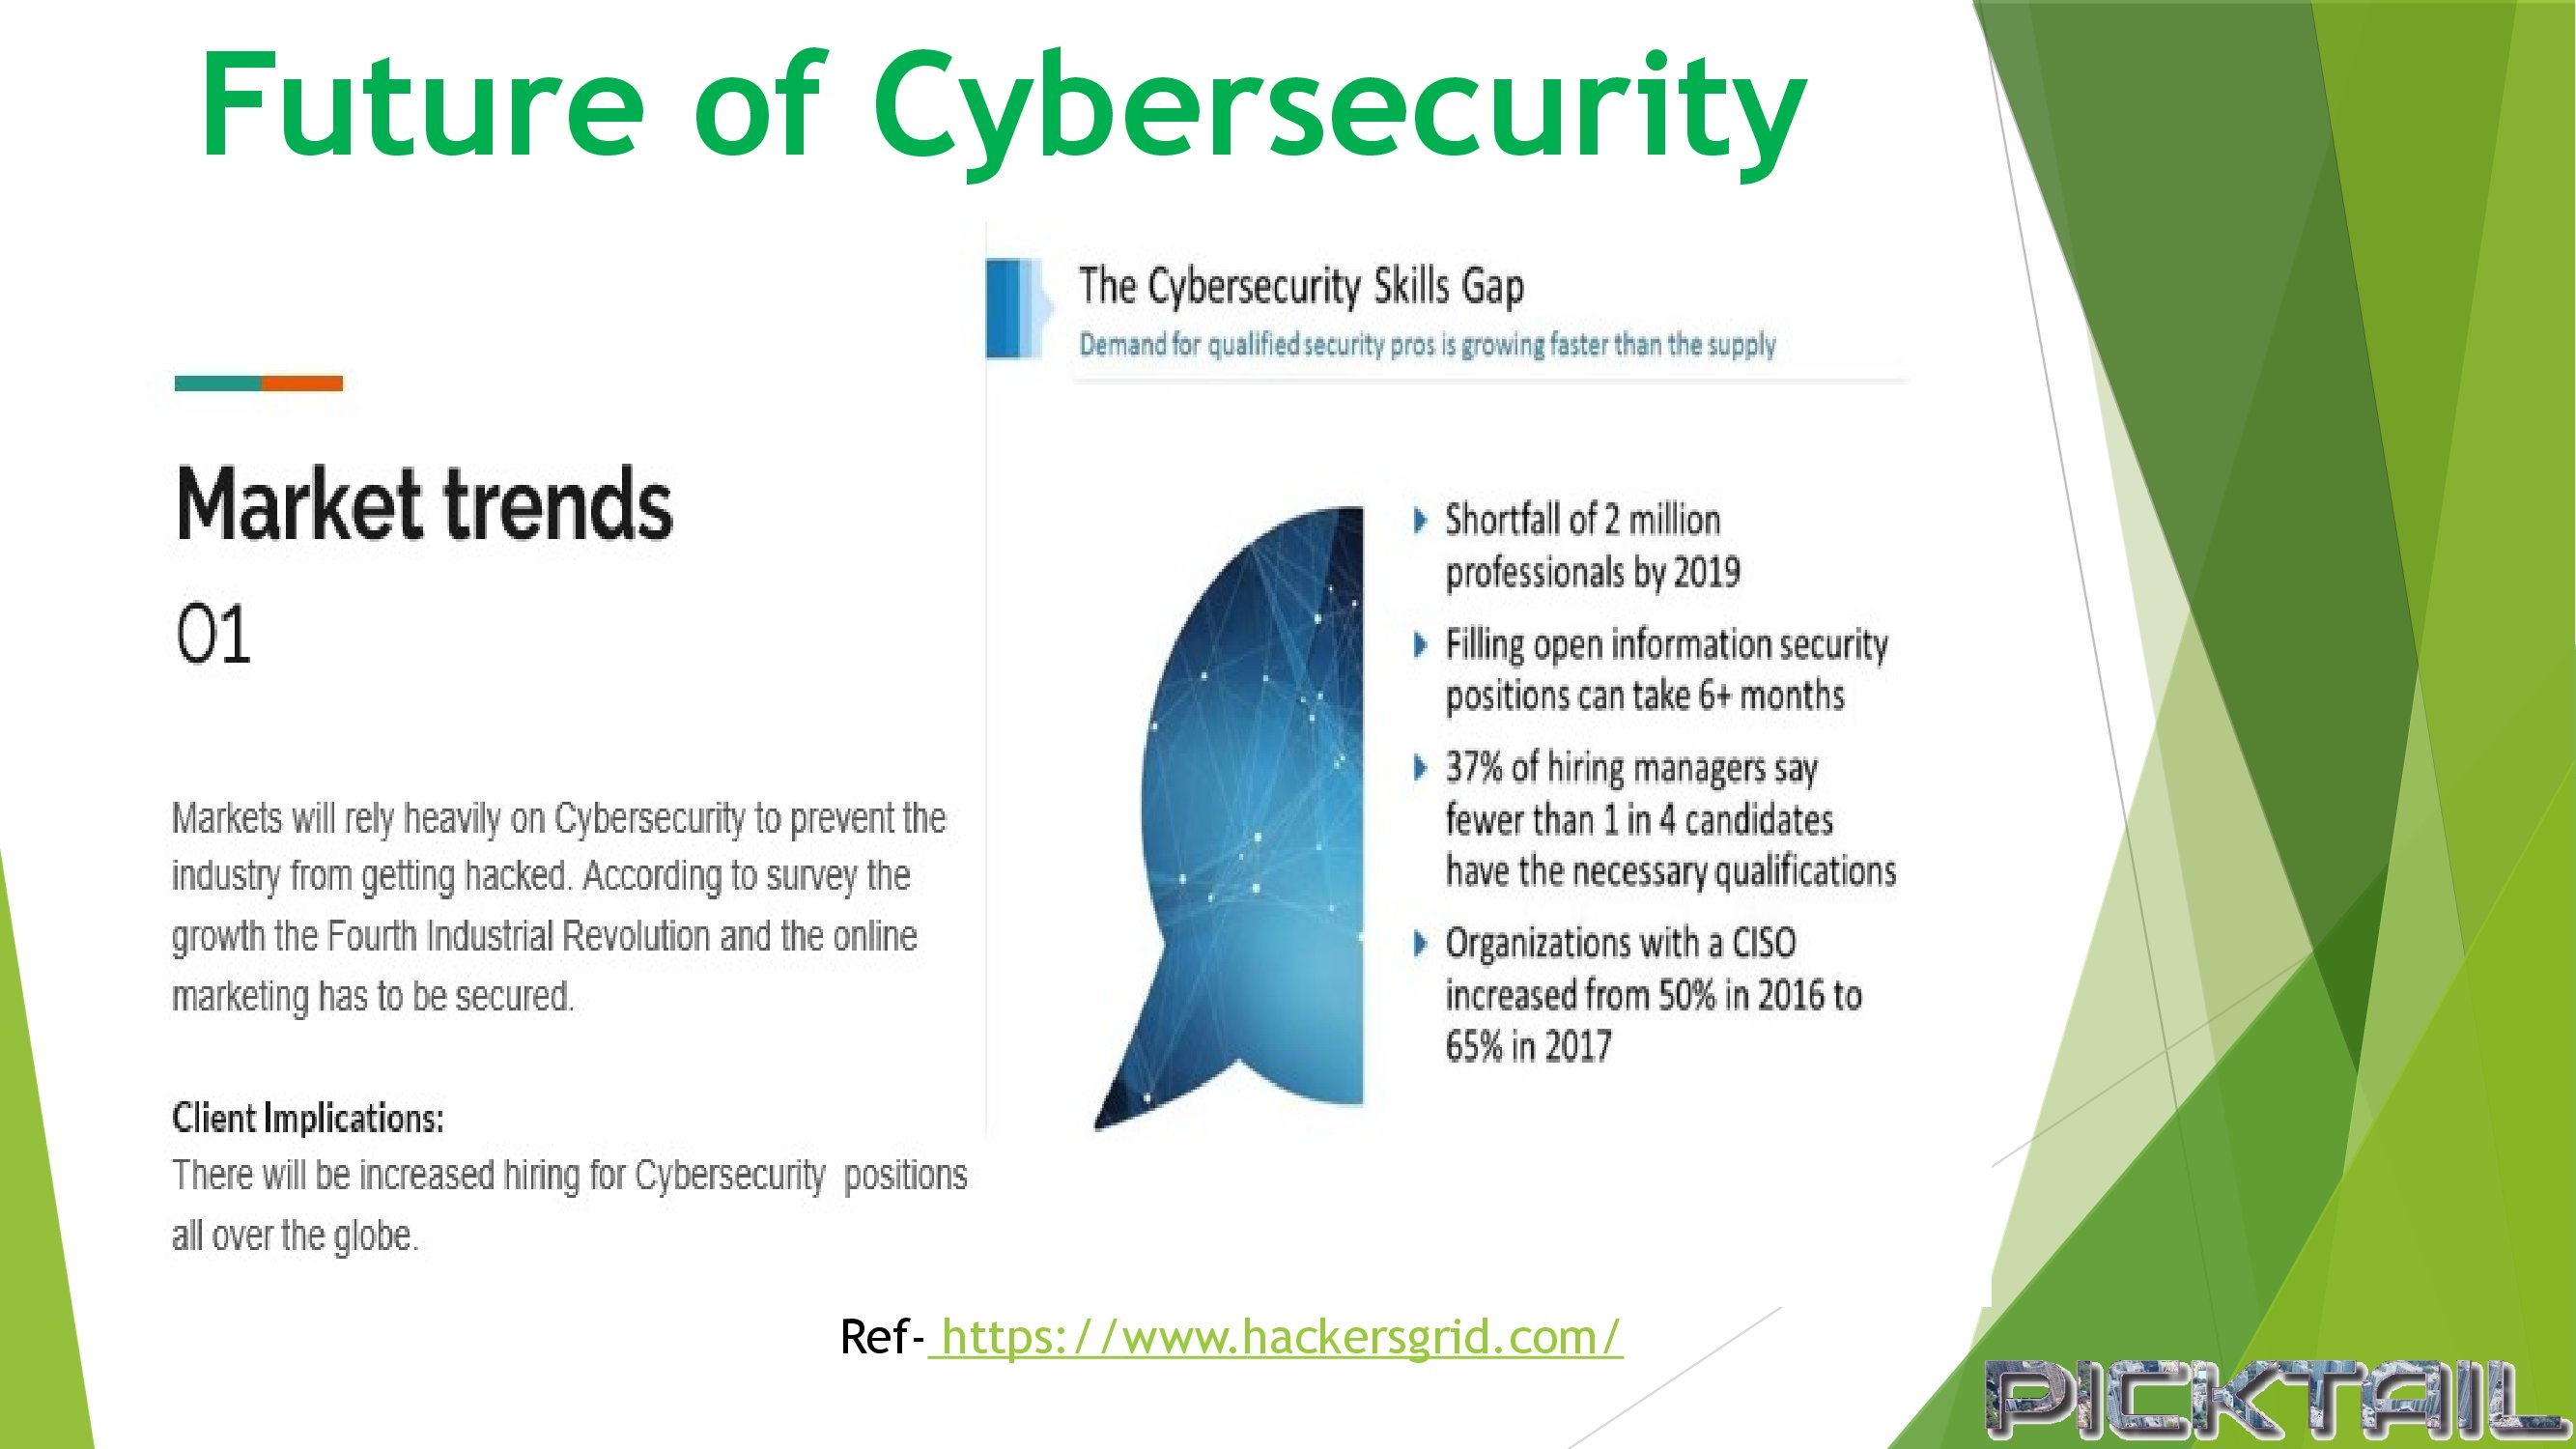 Future of Cybersecurity
Market trends
01
Markets will rely heavily on Cybersecurity to prevent the
industry from getting hacked. According to survey the
growth the Fourth Industrial Revolution and the online
marketing has to be secured.
Client Implications:
There will be increased hiring for Cybersecurity positions
all over the globe.
The Cybersecurity Skills Gap
Demand for qualified security pros is growing faster than the supply
Shortfall of 2 million
professionals by 2019
Filling open information security
positions can take 6+ months
37% of hiring managers say
fewer than 1 in 4 candidates
have the necessary qualifications
Organizations with a CISO
increased from 50% in 2016 to
65% in 2017
Ref- https://www.hackersgrid.com/
PICKTAIL